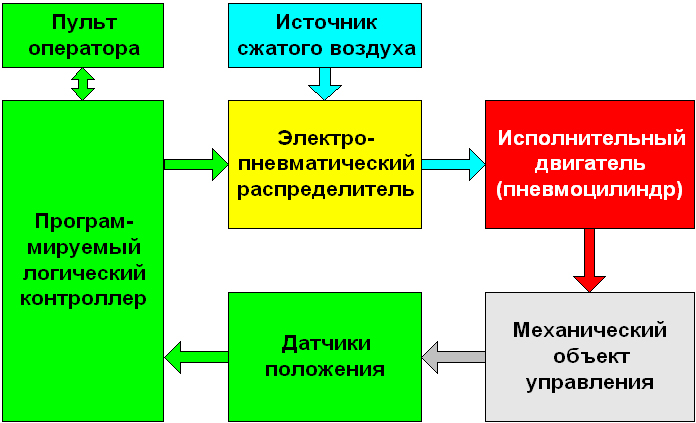 Пульт
оператора
Источник
сжатого воздуха
Электро-
пневматический
распределитель
Исполнительный
двигатель
(пневмоцилиндр)
Програм-
мируемый
логический
контроллер
Датчики
положения
Механический
объект
управления